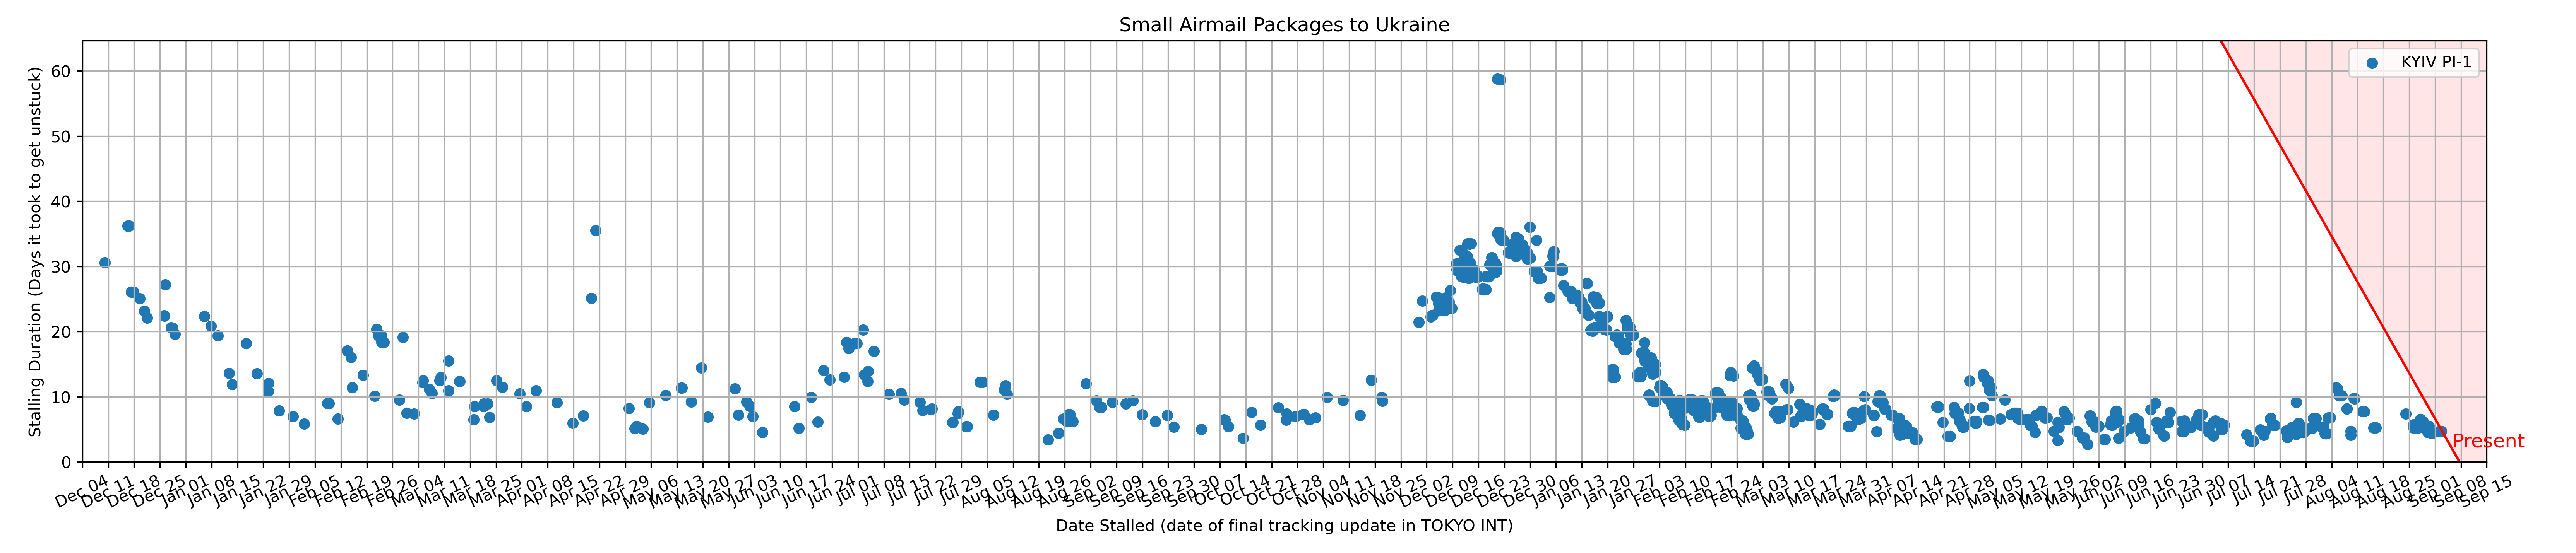 Small Airmail Packages to Ukraine
KYIV PI-1
Stalling Duration (Days it took to get unstuck)
60
50
40
30
20
10
0
Present
Dec 04
Dec 11
Dec 18
Dec 25
Jan 01
Jan 08
Jan 15
Jan 22
Jan 29
Feb 05
Feb 12
Feb 19
Feb 26
Mar 04
Mar 11
Mar 18
Mar 25
Apr 01
Apr 08
Apr 15
Apr 22
Apr 29
May 06
May 13
May 20
May 27
Jun 03
Jun 10
Jun 17
Jun 24
Jul 01
Jul 08
Jul 15
Jul 22
Jul 29
Aug 05
Aug 12
Aug 19
Aug 26
Sep 02
Sep 09
Sep 16
Sep 23
Sep 30
Oct 07
Oct 14
Oct 21
Oct 28
Nov 04
Nov 11
Nov 18
Nov 25
Dec 02
Dec 09
Dec 16
Dec 23
Dec 30
Jan 06
Jan 13
Jan 20
Jan 27
Feb 03
Feb 10
Feb 17
Feb 24
Mar 03
Mar 10
Mar 17
Mar 24
Mar 31
Apr 07
Apr 14
Apr 21
Apr 28
May 05
May 12
May 19
May 26
Jun 02
Jun 09
Jun 16
Jun 23
Jun 30
Jul 07
Jul 14
Jul 21
Jul 28
Aug 04
Aug 11
Aug 18
Aug 25
Sep 01
Sep 08
Sep 15
Date Stalled (date of final tracking update in TOKYO INT)